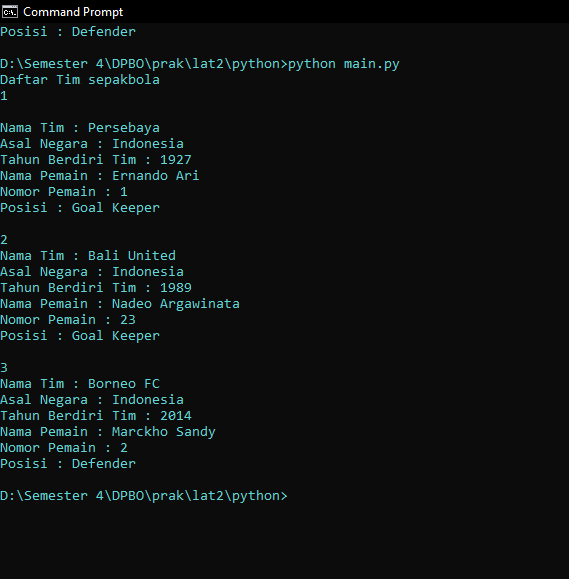 Command Prompt
Posisi : Defender
D:\Semester 4\DPBO\prak\lat2\python>python main.py
Daftar Tim sepakbola
1
Nama Tim : Persebaya
Asal Negara : Indonesia
Tahun Berdiri Tim : 1927
Nama Pemain : Ernando Ari
Nomor Pemain : 1
Posisi : Goal Keeper
2
Nama Tim : Bali United
Asal Negara : Indonesia
Tahun Berdiri Tim : 1989
Nama Pemain : Nadeo Argawinata
Nomor Pemain : 23
Posisi : Goal Keeper
3
Nama Tim : Borneo FC
Asal Negara : Indonesia
Tahun Berdiri Tim : 2014
Nama Pemain : Marckho Sandy
Nomor Pemain : 2
Posisi : Defender
D:\Semester 4\DPBO\prak\lat2\python>